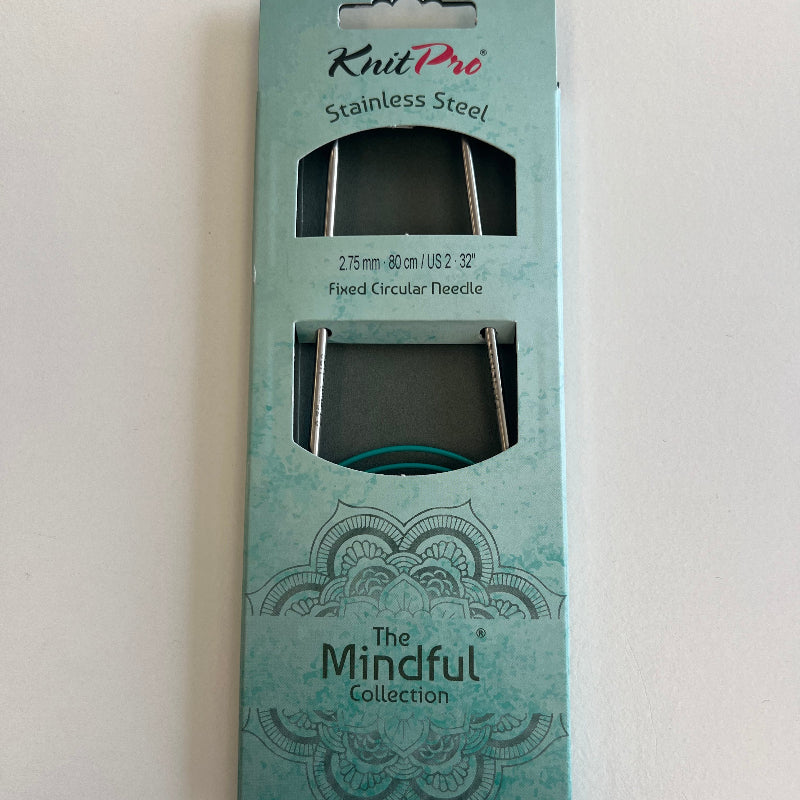 KnitPro®
Stainless Steel
2.75 mm · 80 cm / US 2 · 32"
Fixed Circular Needle
The
Mindful®
Collection